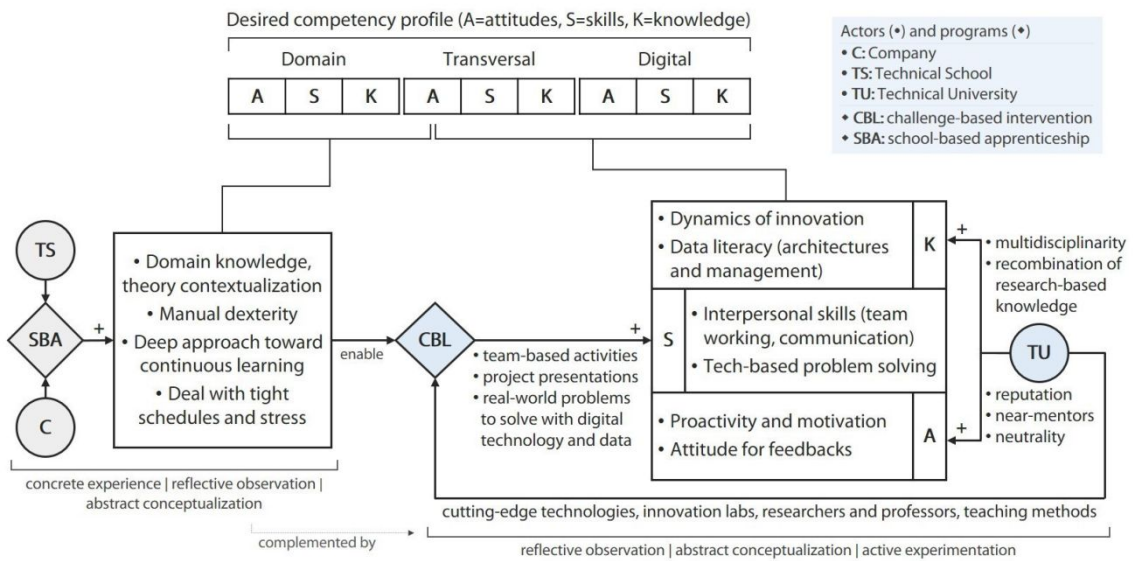 Desired competency profile (A=attitudes, S=skills, K=knowledge)
Domain
Transversal
Digital
A
S
K
A
S
K
A
S
K
Actors (•) and programs (◆)
• C: Company
• TS: Technical School
• TU: Technical University
◆ CBL: challenge-based intervention
◆ SBA: school-based apprenticeship
TS
SBA
C
+
• Domain knowledge,
theory contextualization
• Manual dexterity
• Deep approach toward
continuous learning
• Deal with tight
schedules and stress
enable
CBL
+
• team-based activities
• project presentations
• real-world problems
to solve with digital
technology and data
• Dynamics of innovation
• Data literacy (architectures
and management)
K
S
• Interpersonal skills (team
working, communication)
• Tech-based problem solving
• Proactivity and motivation
• Attitude for feedbacks
A
+
• multidisciplinarity
• recombination of
research-based
knowledge
TU
• reputation
• near-mentors
• neutrality
+
concrete experience | reflective observation |
abstract conceptualization
complemented by
cutting-edge technologies, innovation labs, researchers and professors, teaching methods
reflective observation | abstract conceptualization | active experimentation